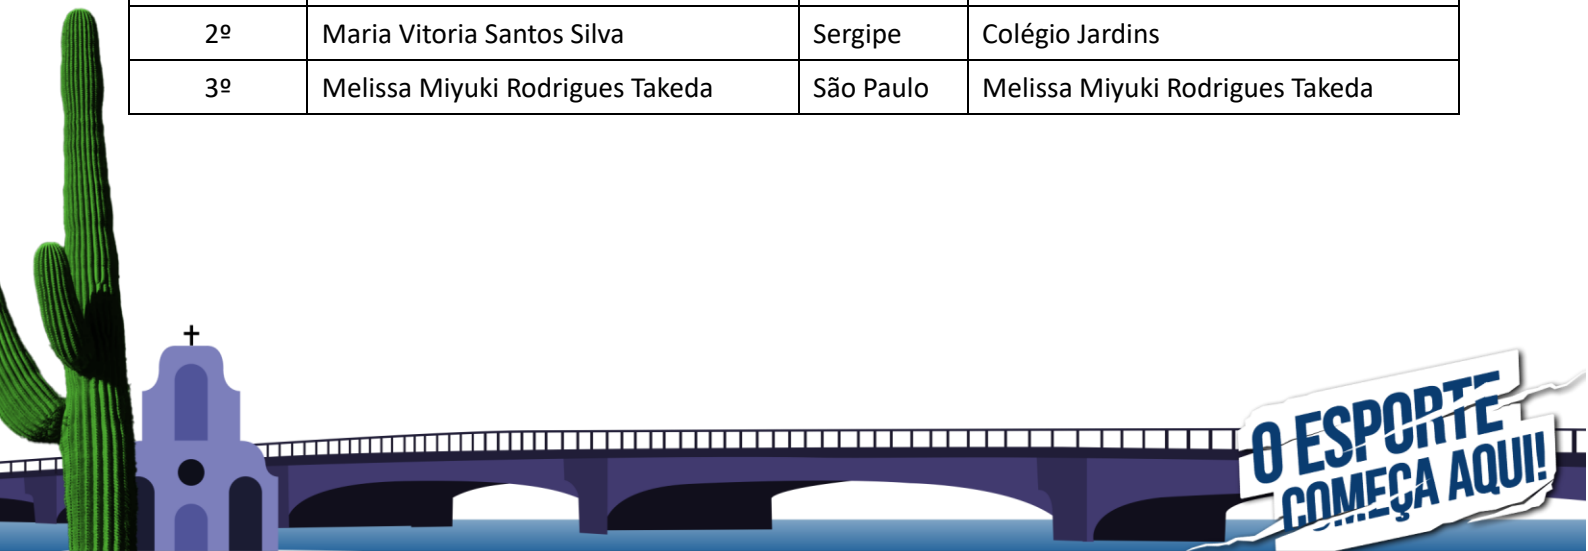 2º Maria Vitoria Santos Silva Sergipe Colégio Jardins
3º Melissa Miyuki Rodrigues Takeda São Paulo Melissa Miyuki Rodrigues Takeda
O ESPORTE
COMEÇA AQUI!